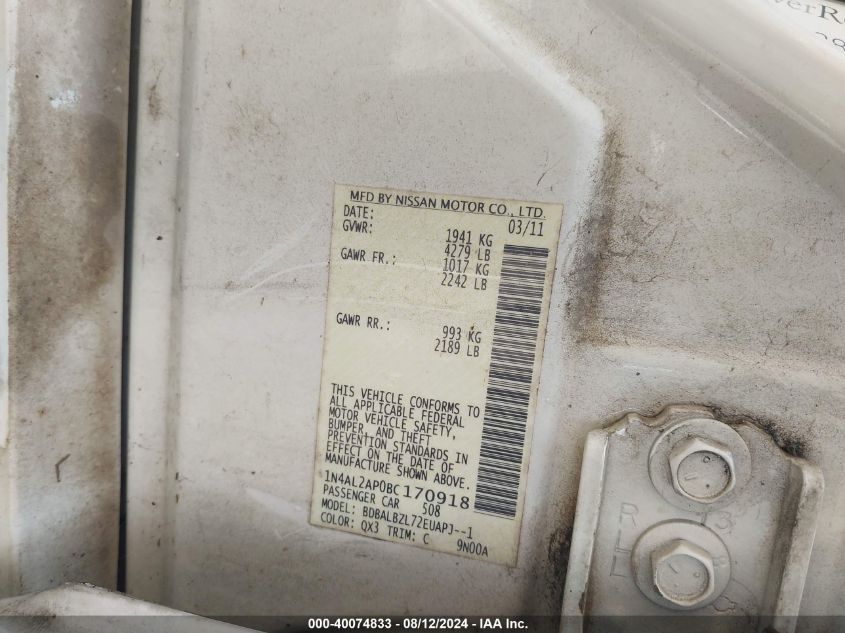 MFD BY NISSAN MOTOR CO., LTD.
DATE: 03/11
GVWR: 1941 KG
4279 LB
GAWR FR.: 1017 KG
2242 LB
GAWR RR.: 993 KG
2189 LB
THIS VEHICLE CONFORMS TO
ALL APPLICABLE FEDERAL
MOTOR VEHICLE SAFETY,
BUMPER, AND THEFT
PREVENTION STANDARDS IN
EFFECT ON THE DATE OF
MANUFACTURE SHOWN ABOVE.
1N4AL2AP0BC170918
PASSENGER CAR 508
MODEL: BDBALBZL72EUAPJ--1
COLOR: QX3 TRIM: C 9N00A
000-40074833 - 08/12/2024 - IAA Inc.